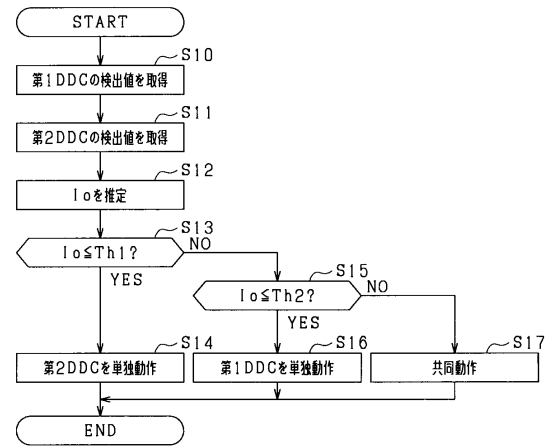 START
S10
第1DDCの検出値を取得
S11
第2DDCの検出値を取得
S12
Ioを推定
S13
Io≦Th1?
NO
YES
S15
Io≦Th2?
NO
YES
S14
第2DDCを単独動作
S16
第1DDCを単独動作
S17
共同動作
END